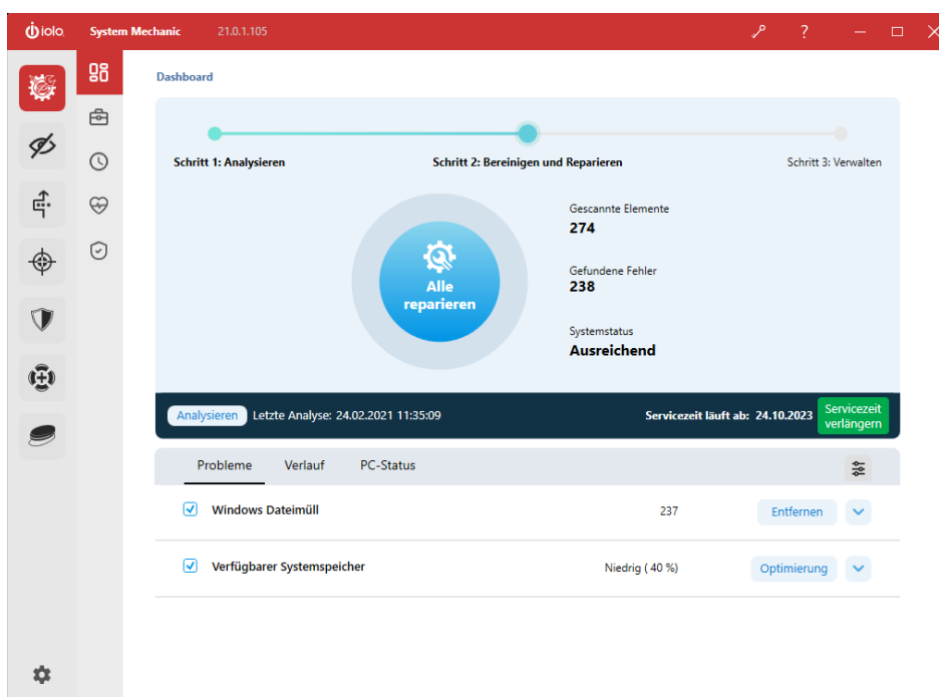 iolo
System Mechanic 21.0.1.105 ?
Dashboard
Schritt 1: Analysieren
Schritt 2: Bereinigen und Reparieren
Schritt 3: Verwalten
Alle
reparieren
Gescannte Elemente
274
Gefundene Fehler
238
Systemstatus
Ausreichend
Analysieren
Letzte Analyse: 24.02.2021 11:35:09
Servicezeit läuft ab: 24.10.2023
Servicezeit
verlängern
Probleme
Verlauf
PC-Status
Windows Dateimüll
237
Entfernen
Verfügbarer Systemspeicher
Niedrig ( 40 %)
Optimierung